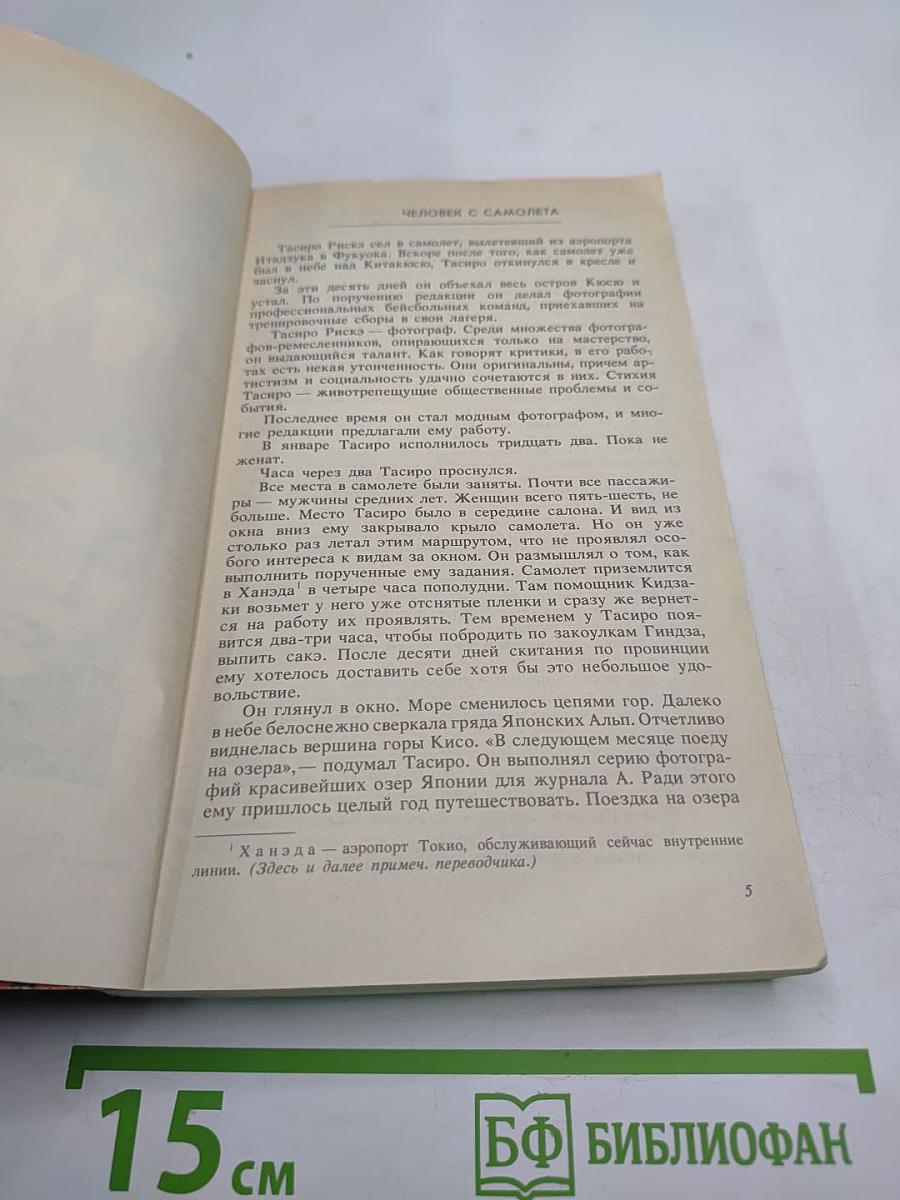 ЧЕЛОВЕК С САМОЛЕТА
Тасиро Рискэ сел в самолет, вылетевший из аэропорта
Итадзука в Фукуока. Вскоре после того, как самолет уже
был в небе над Китакюсю, Тасиро откинулся в кресле и
заснул.
За эти десять дней он объехал весь остров Кюсю и
устал. По поручению редакции он делал фотографии
профессиональных бейсбольных команд, приехавших на
тренировочные сборы в свои лагеря.
Тасиро Рискэ — фотограф. Среди множества фотогра-
фов-ремесленников, опирающихся только на мастерство,
он выдающийся талант. Как говорят критики, в его рабо-
тах есть некая утонченность. Они оригинальны, причем ар-
тистизм и социальность удачно сочетаются в них. Стихия
Тасиро — животрепещущие общественные проблемы и со-
бытия.
Последнее время он стал модным фотографом, и мно-
гие редакции предлагали ему работу.
В январе Тасиро исполнилось тридцать два. Пока не
женат.
Часа через два Тасиро проснулся.
Все места в самолете были заняты. Почти все пассажи-
ры — мужчины средних лет. Женщин всего пять-шесть, не
больше. Место Тасиро было в середине салона. И вид из
окна вниз ему закрывало крыло самолета. Но он уже
столько раз летал этим маршрутом, что не проявлял осо-
бого интереса к видам за окном. Он размышлял о том, как
выполнить порученные ему задания. Самолет приземлится
в Ханэда1 в четыре часа пополудни. Там помощник Кидза-
ки возьмет у него уже отснятые пленки и сразу же вернет-
ся на работу их проявлять. Тем временем у Тасиро поя-
вится два-три часа, чтобы побродить по закоулкам Гиндза,
выпить сакэ. После десяти дней скитания по провинции
ему хотелось доставить себе хотя бы это небольшое удо-
вольствие.
Он глянул в окно. Море сменилось цепями гор. Далеко
в небе белоснежно сверкала гряда Японских Альп. Отчетливо
виднелась вершина горы Кисо. «В следующем месяце поеду
на озера»,— подумал Тасиро. Он выполнял серию фотогра-
фий красивейших озер Японии для журнала А. Ради этого
ему пришлось целый год путешествовать. Поездка на озера
1 Ханэда — аэропорт Токио, обслуживающий сейчас внутренние
линии. (Здесь и далее примеч. переводчика.)
5
15 см
БФ БИБЛИОФАН